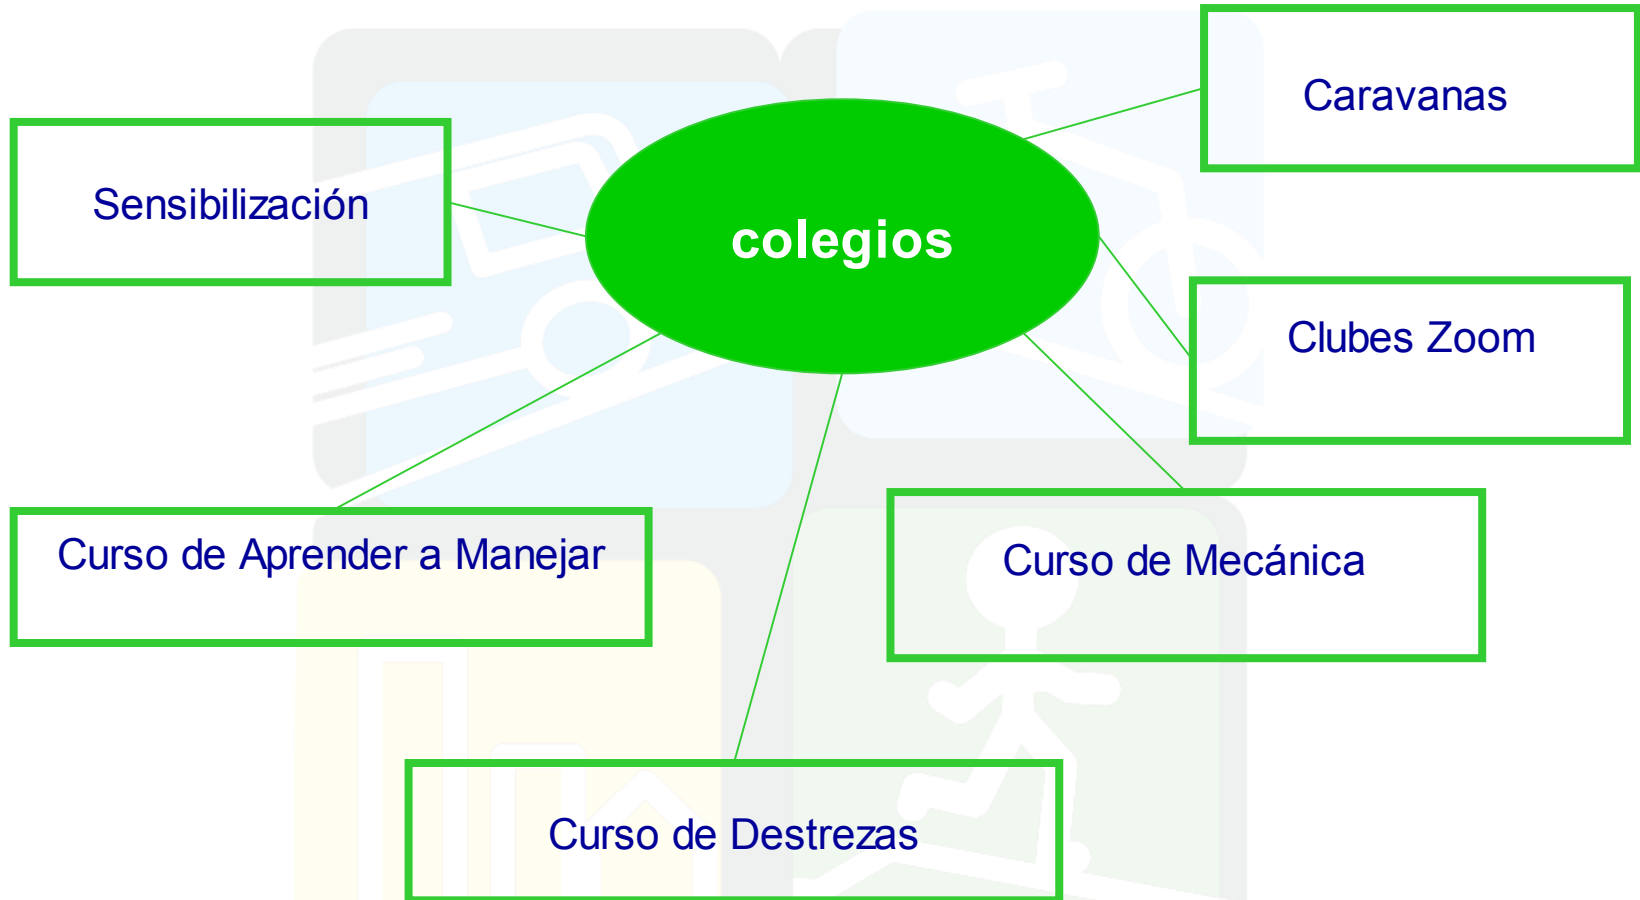 Caravanas
Sensibilización
colegios
Clubes Zoom
Curso de Aprender a Manejar
Curso de Mecánica
Curso de Destrezas